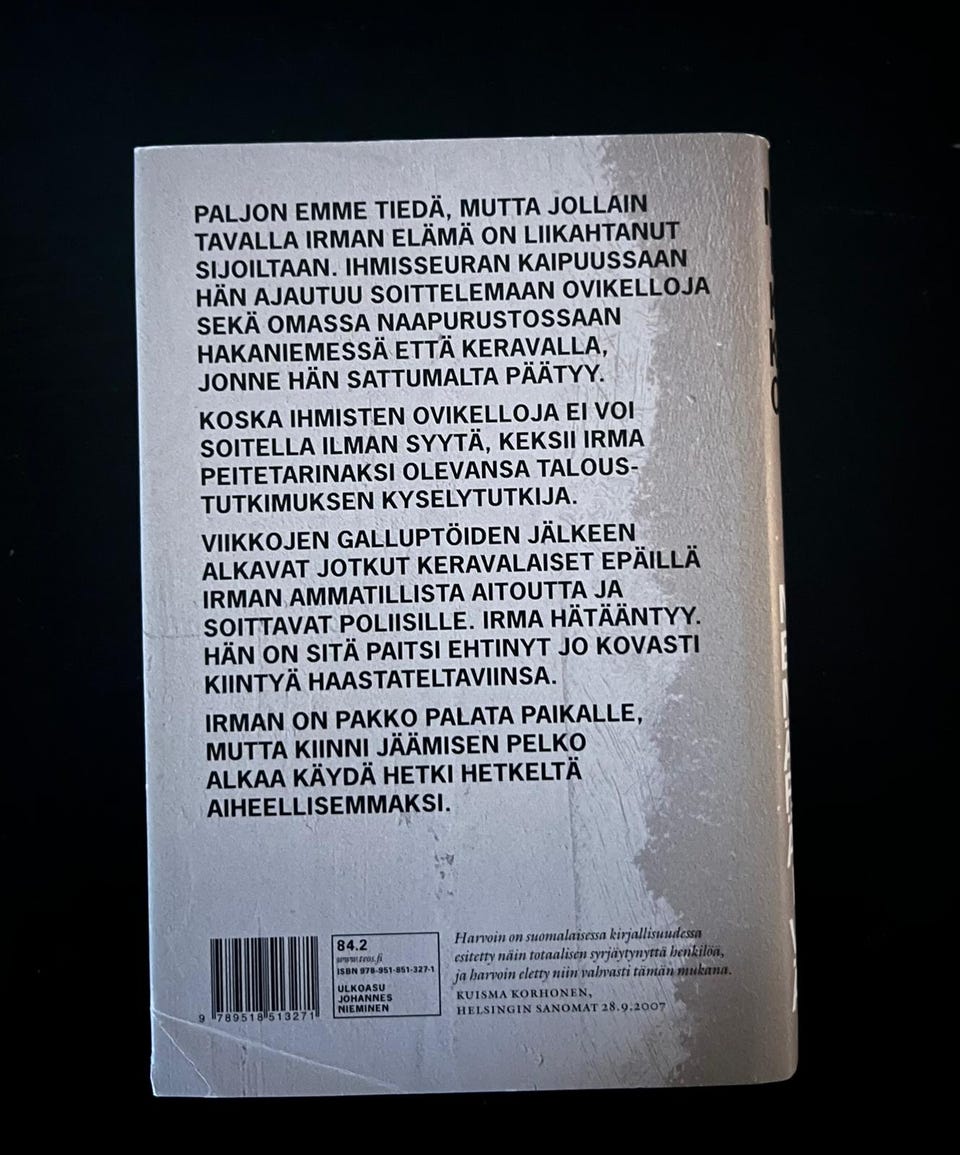 PALJON EMME TIEDÄ, MUTTA JOLLAIN
TAVALLA IRMAN ELÄMÄ ON LIIKAHTANUT
SIJOILTAAN. IHMISSEURAN KAIPUUSSAAN
HÄN AJAUTUU SOITTELEMAAN OVIKELLOJA
SEKÄ OMASSA NAAPURUSTOSSAAN
HAKANIEMESSÄ ETTÄ KERAVALLA,
JONNE HÄN SATTUMALTA PÄÄTYY.
KOSKA IHMISTEN OVIKELLOJA EI VOI
SOITELLA ILMAN SYYTÄ, KEKSII IRMA
PEITETARINAKSI OLEVANSA TALOUS-
TUTKIMUKSEN KYSELYTUTKIJA.
VIIKKOJEN GALLUPTÖIDEN JÄLKEEN
ALKAVAT JOTKUT KERAVALAISET EPÄILLÄ
IRMAN AMMATILLISTA AITOUTTA JA
SOITTAVAT POLIISILLE. IRMA HÄTÄÄNTYY.
HÄN ON SITÄ PAITSI EHTINYT JO KOVASTI
KIINTYÄ HAASTATELTAVIINSA.
IRMAN ON PAKKO PALATA PAIKALLE,
MUTTA KIINNI JÄÄMISEN PELKO
ALKAA KÄYDÄ HETKI HETKELTÄ
AIHEELLISEMMAKSI.
84.2
www.teos.fi
ISBN 978-951-851-327-1
ULKOASU
JOHANNES
NIEMINEN
9 789518 513271
Harvoin on suomalaisessa kirjallisuudessa
esitetty näin totaalisen syrjäytynyttä henkilöä,
ja harvoin eletty niin vahvasti tämän mukana.
KUISMA KORHONEN,
HELSINGIN SANOMAT 28.9.2007